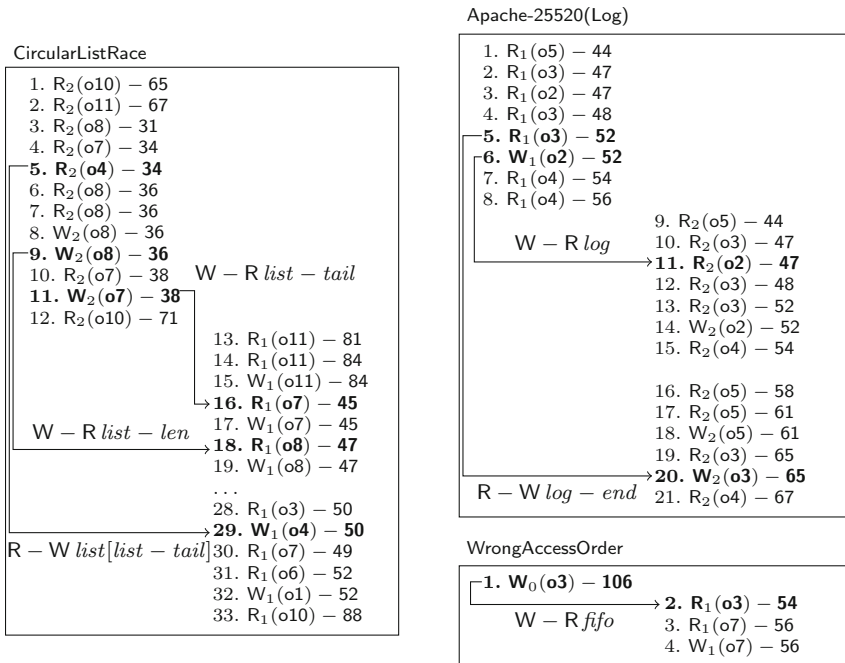 CircularListRace
1. R₂(o10) – 65
2. R₂(o11) – 67
3. R₂(o8) – 31
4. R₂(o7) – 34
5. R₂(o4) – 34
6. R₂(o8) – 36
7. R₂(o8) – 36
8. W₂(o8) – 36
9. W₂(o8) – 36
10. R₂(o7) – 38
W – R list – tail
11. W₂(o7) – 38
12. R₂(o10) – 71
13. R₁(o11) – 81
14. R₁(o11) – 84
15. W₁(o11) – 84
16. R₁(o7) – 45
17. W₁(o7) – 45
W – R list – len
18. R₁(o8) – 47
19. W₁(o8) – 47
...
28. R₁(o3) – 50
29. W₁(o4) – 50
R – W list[list – tail]
30. R₁(o7) – 49
31. R₁(o6) – 52
32. W₁(o1) – 52
33. R₁(o10) – 88
Apache-25520(Log)
1. R₁(o5) – 44
2. R₁(o3) – 47
3. R₁(o2) – 47
4. R₁(o3) – 48
5. R₁(o3) – 52
6. W₁(o2) – 52
7. R₁(o4) – 54
8. R₁(o4) – 56
9. R₂(o5) – 44
W – R log
10. R₂(o3) – 47
11. R₂(o2) – 47
12. R₂(o3) – 48
13. R₂(o3) – 52
14. W₂(o2) – 52
15. R₂(o4) – 54
16. R₂(o5) – 58
17. R₂(o5) – 61
18. W₂(o5) – 61
19. R₂(o3) – 65
20. W₂(o3) – 65
R – W log – end
21. R₂(o4) – 67
WrongAccessOrder
1. W₀(o3) – 106
2. R₁(o3) – 54
W – R fifo
3. R₁(o7) – 56
4. W₁(o7) – 56